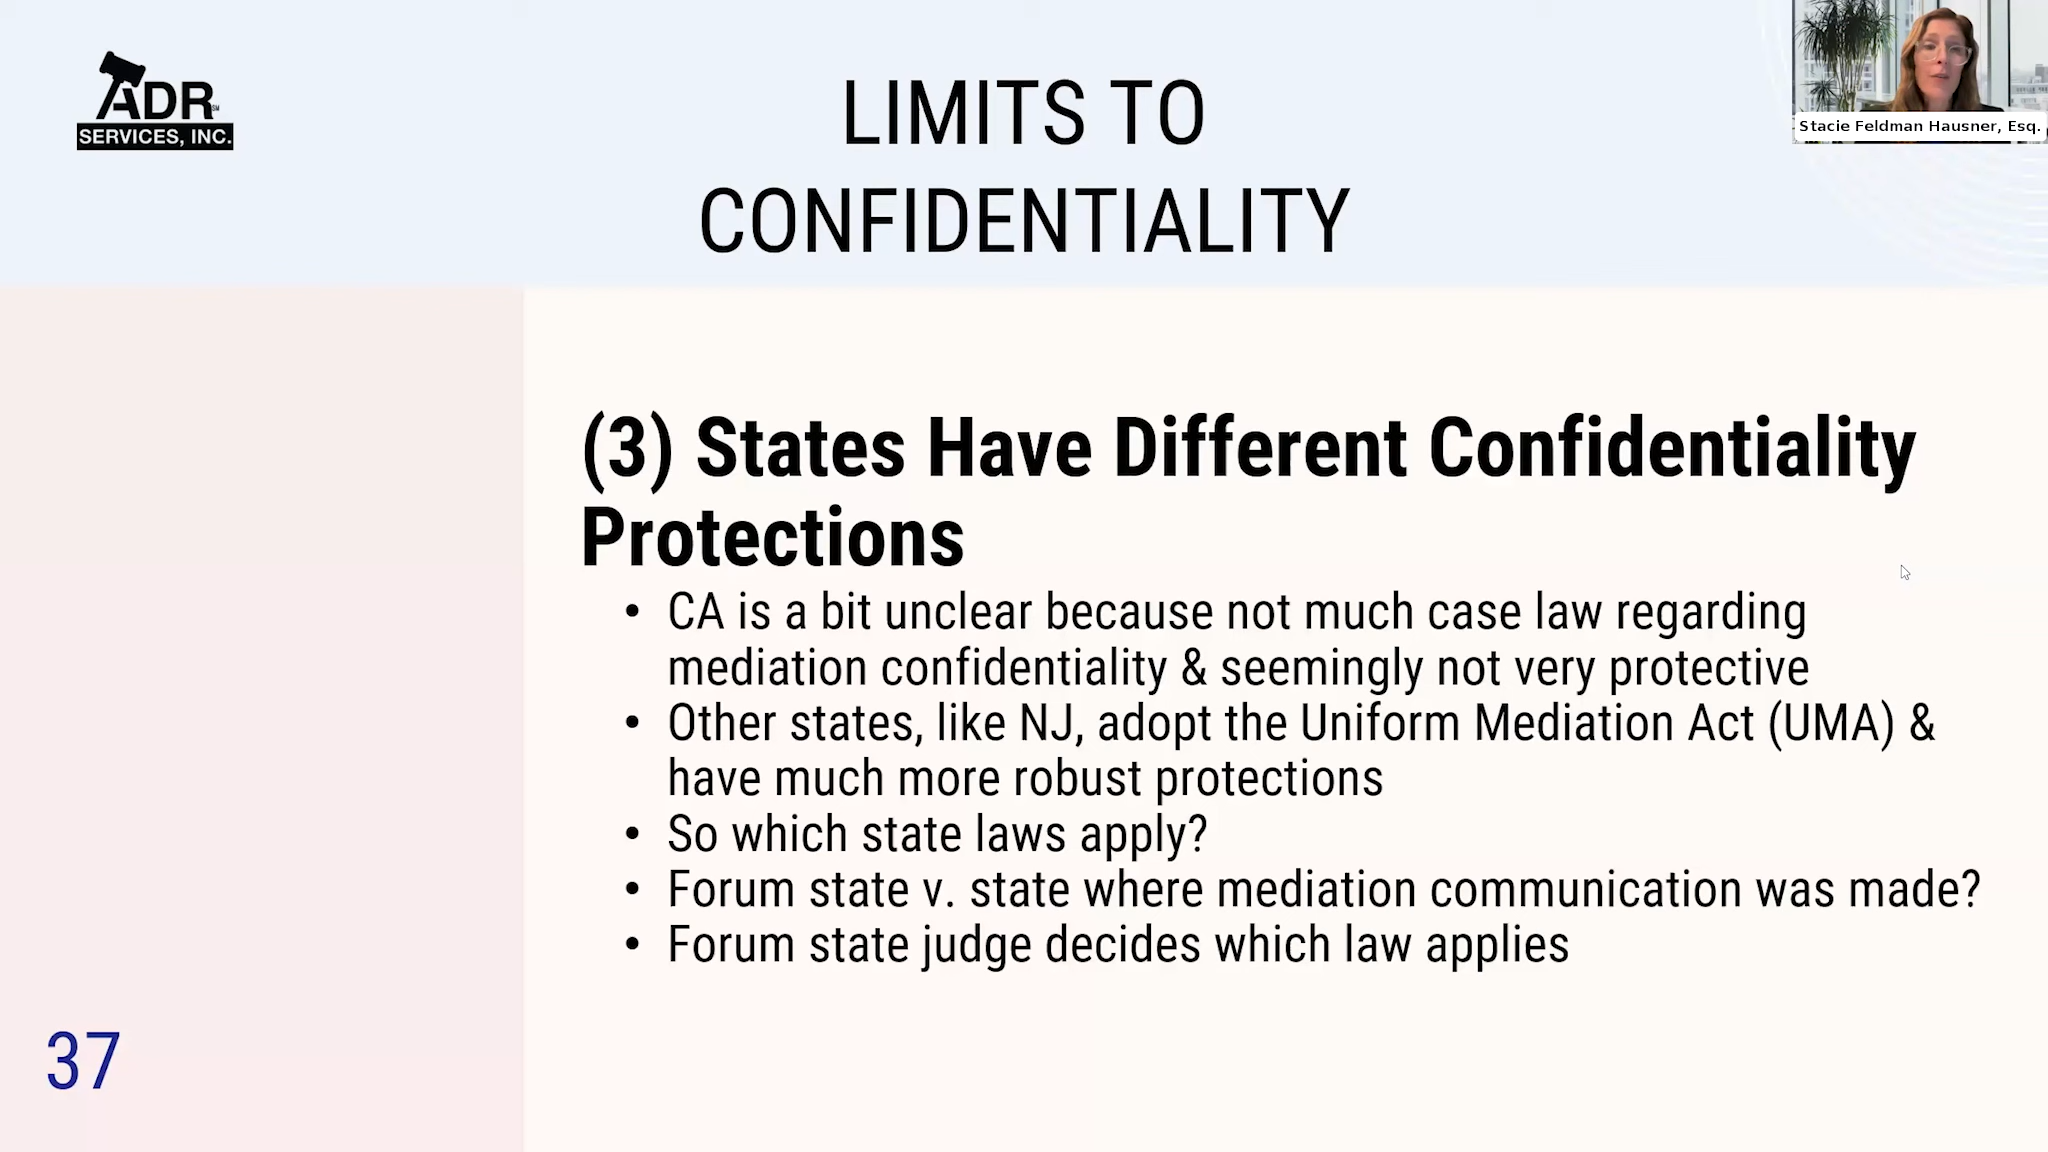 ADR SM
SERVICES, INC.
LIMITS TO
CONFIDENTIALITY
Stacie Feldman Hausner, Esq.
(3) States Have Different Confidentiality
Protections
• CA is a bit unclear because not much case law regarding
mediation confidentiality & seemingly not very protective
• Other states, like NJ, adopt the Uniform Mediation Act (UMA) &
have much more robust protections
• So which state laws apply?
• Forum state v. state where mediation communication was made?
• Forum state judge decides which law applies
37